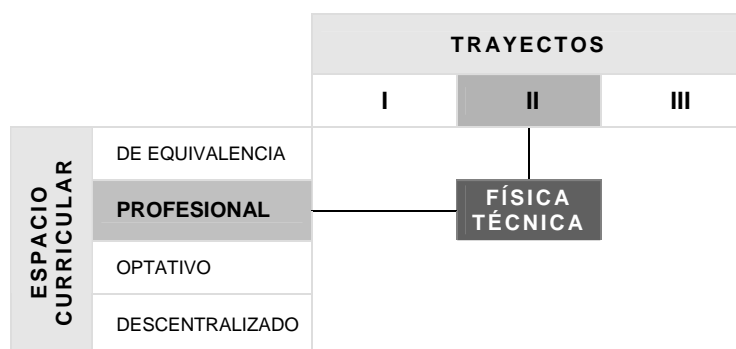 TRAYECTOS
I II III
ESPACIO
CURRICULAR
DE EQUIVALENCIA
PROFESIONAL
FÍSICA
TÉCNICA
OPTATIVO
DESCENTRALIZADO